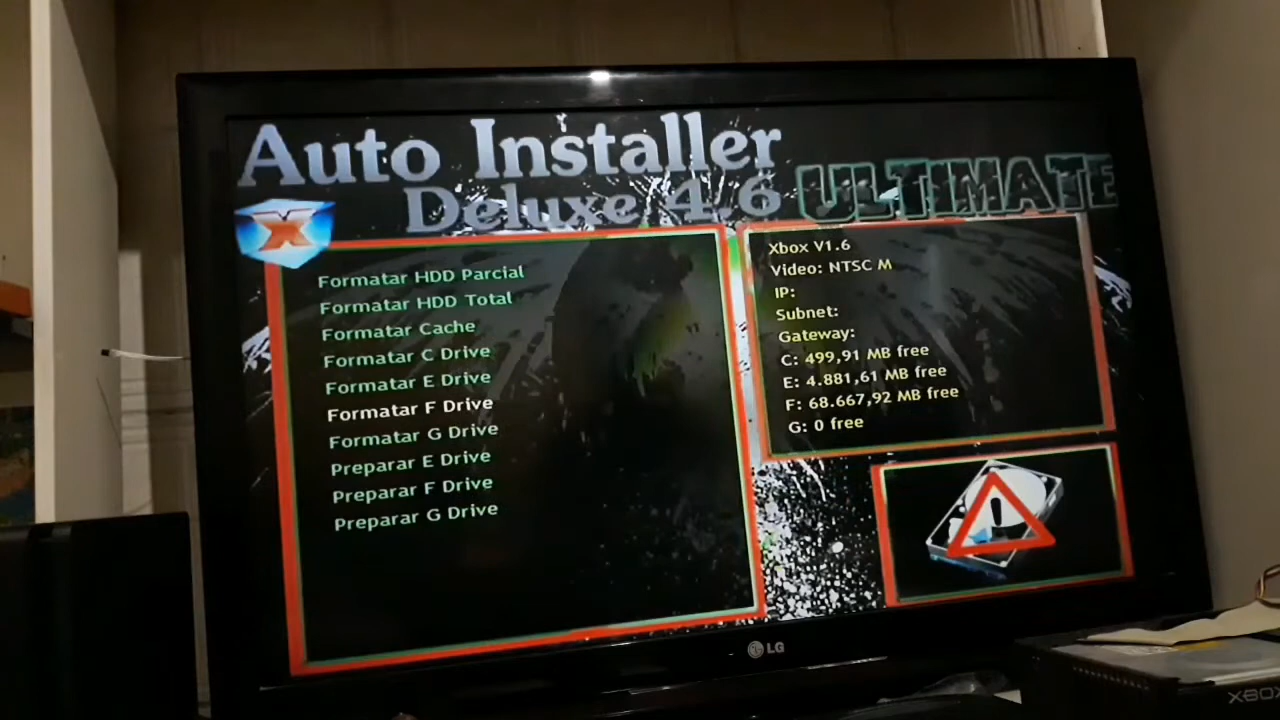 Auto Installer
Deluxe 4.6 ULTIMATE
X
Formatar HDD Parcial
Formatar HDD Total
Formatar Cache
Formatar C Drive
Formatar E Drive
Formatar F Drive
Formatar G Drive
Preparar E Drive
Preparar F Drive
Preparar G Drive
Xbox V1.6
Video: NTSC M
IP:
Subnet:
Gateway:
C: 499,91 MB free
E: 4.881,61 MB free
F: 68.667,92 MB free
G: 0 free
!
LG
XBOX